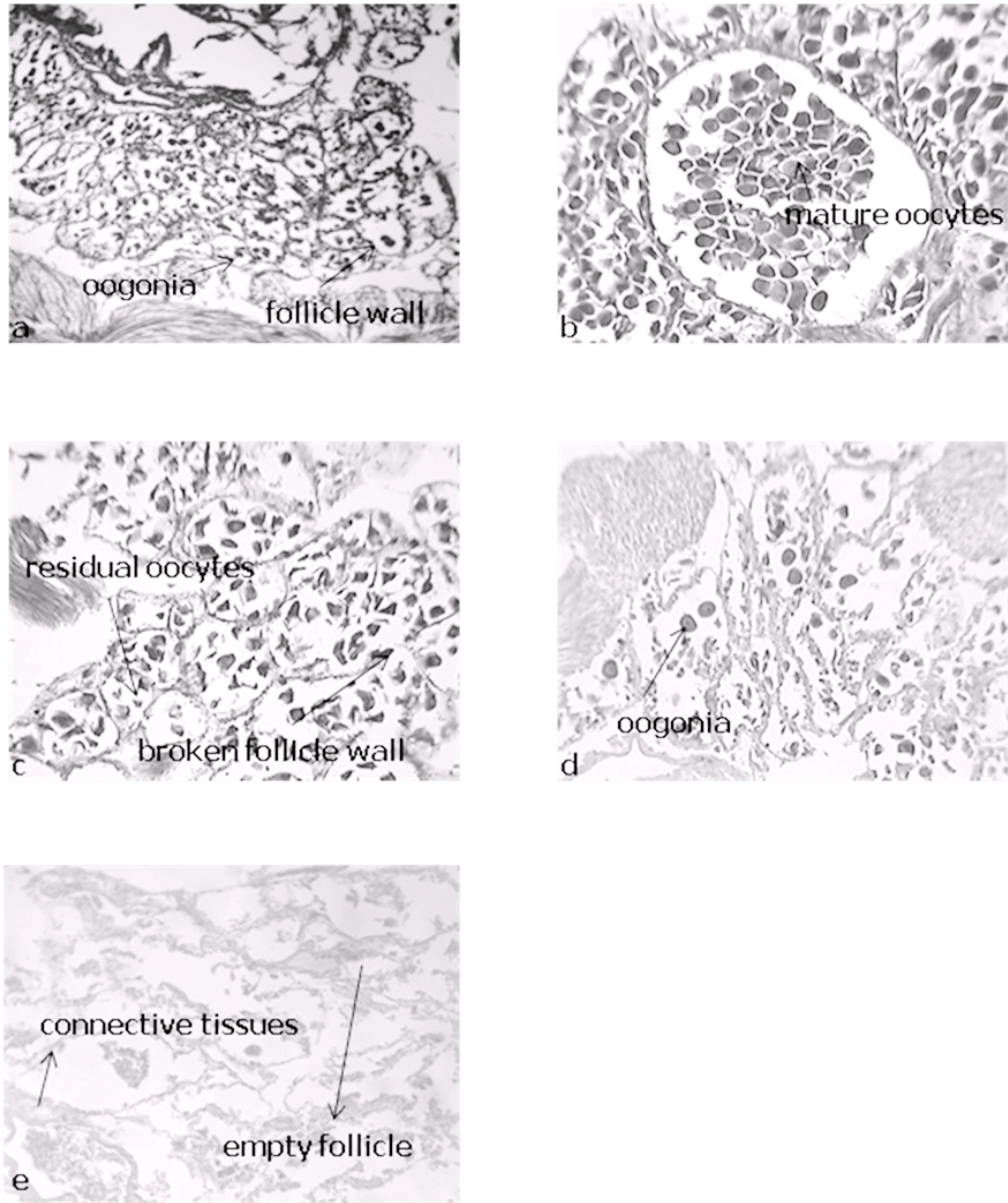 oogonia
follicle wall
a
mature oocytes
b
residual oocytes
broken follicle wall
c
oogonia
d
connective tissues
empty follicle
e